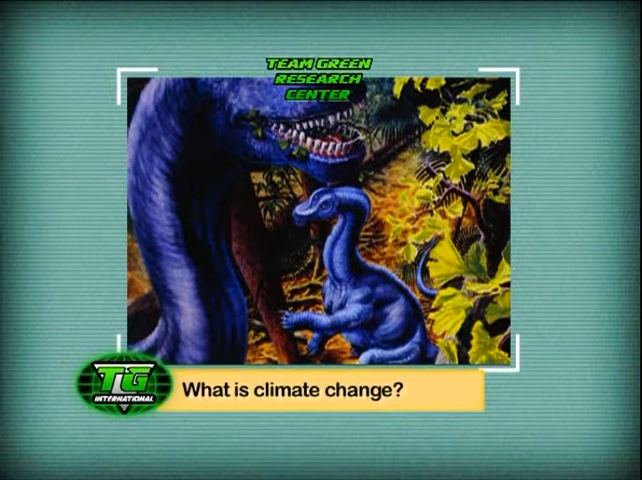 TEAM GREEN
RESEARCH
CENTER
TG
INTERNATIONAL
What is climate change?